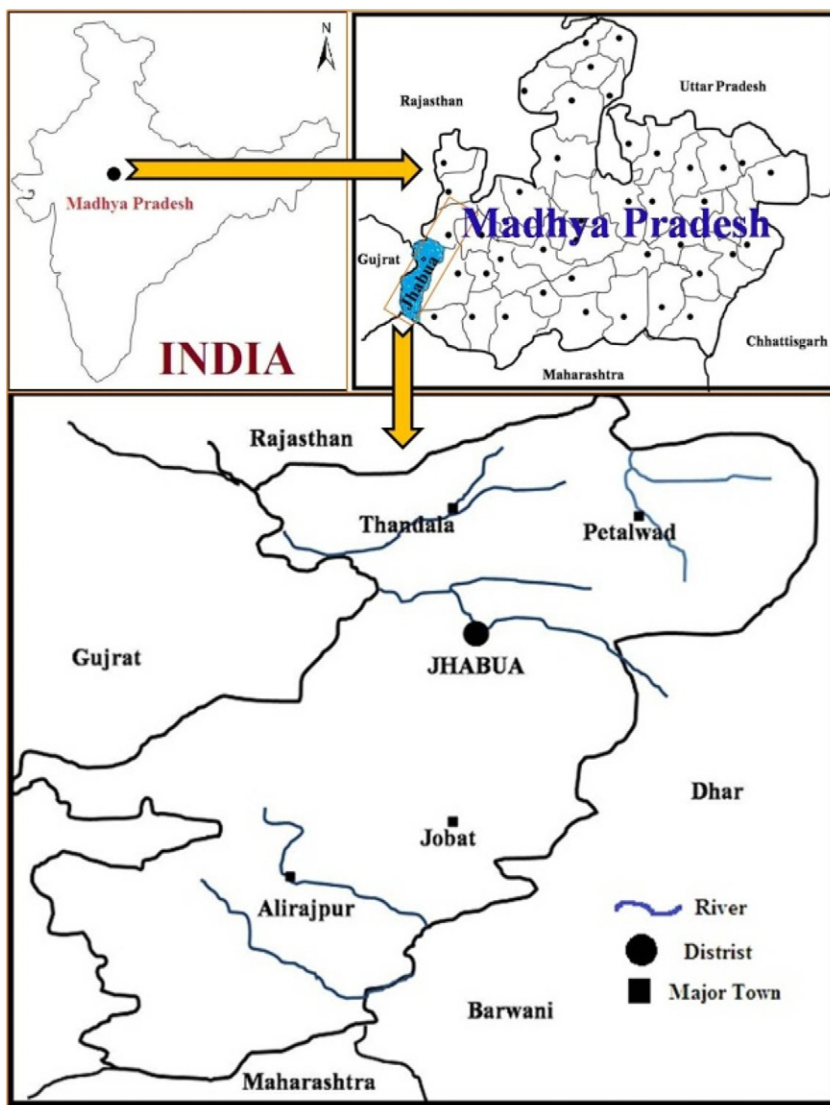 N
Madhya Pradesh
INDIA
Rajasthan
Uttar Pradesh
Madhya Pradesh
Gujrat
Jhabua
Chhattisgarh
Maharashtra
Rajasthan
Thandala
Petalwad
Gujrat
JHABUA
Dhar
Jobat
Alirajpur
River
Distrist
Major Town
Barwani
Maharashtra